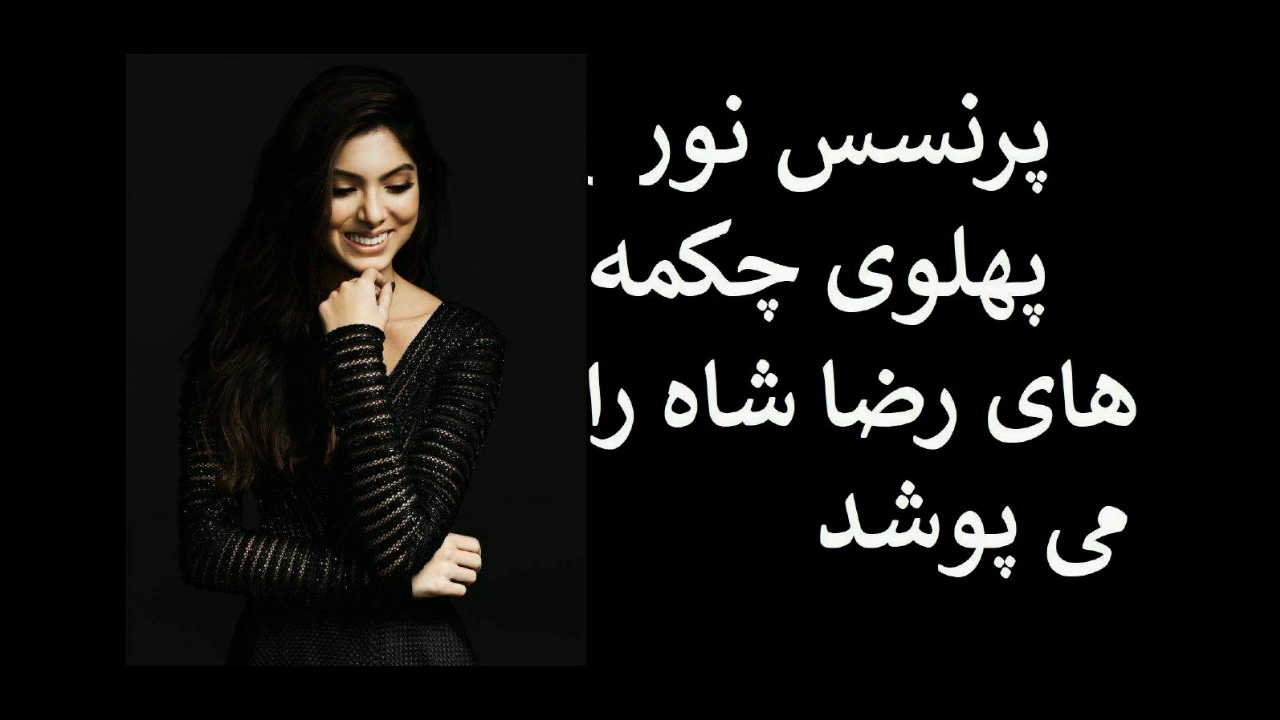 پرنسس نور
پهلوی چکمه
های رضا شاه را
می پوشد